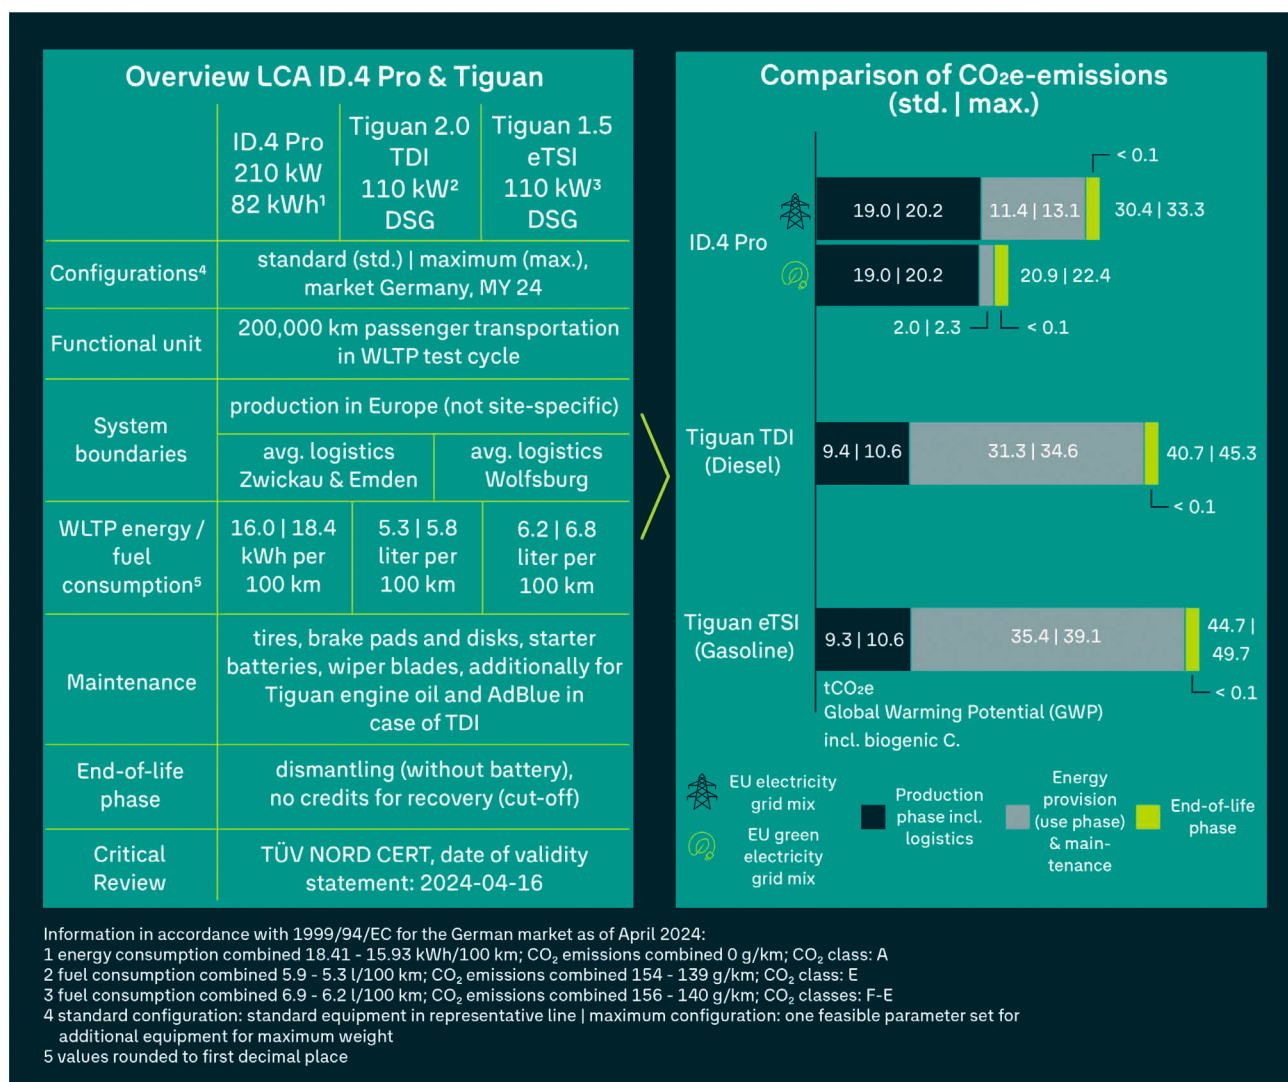 Overview LCA ID.4 Pro & Tiguan
ID.4 Pro
210 kW
82 kWh¹
Tiguan 2.0
TDI
110 kW²
DSG
Tiguan 1.5
eTSI
110 kW³
DSG
Configurations⁴
standard (std.) | maximum (max.),
market Germany, MY 24
Functional unit
200,000 km passenger transportation
in WLTP test cycle
System
boundaries
production in Europe (not site-specific)
avg. logistics
Zwickau & Emden
avg. logistics
Wolfsburg
WLTP energy /
fuel
consumption⁵
16.0 | 18.4
kWh per
100 km
5.3 | 5.8
liter per
100 km
6.2 | 6.8
liter per
100 km
Maintenance
tires, brake pads and disks, starter
batteries, wiper blades, additionally for
Tiguan engine oil and AdBlue in
case of TDI
End-of-life
phase
dismantling (without battery),
no credits for recovery (cut-off)
Critical
Review
TÜV NORD CERT, date of validity
statement: 2024-04-16
Comparison of CO₂e-emissions
(std. | max.)
ID.4 Pro
< 0.1
19.0 | 20.2
11.4 | 13.1
30.4 | 33.3
19.0 | 20.2
20.9 | 22.4
2.0 | 2.3
< 0.1
Tiguan TDI
(Diesel)
9.4 | 10.6
31.3 | 34.6
40.7 | 45.3
< 0.1
Tiguan eTSI
(Gasoline)
9.3 | 10.6
35.4 | 39.1
44.7 |
49.7
< 0.1
tCO₂e
Global Warming Potential (GWP)
incl. biogenic C.
EU electricity
grid mix
EU green
electricity
grid mix
Production
phase incl.
logistics
Energy
provision
(use phase)
& main-
tenance
End-of-life
phase
Information in accordance with 1999/94/EC for the German market as of April 2024:
1 energy consumption combined 18.41 - 15.93 kWh/100 km; CO₂ emissions combined 0 g/km; CO₂ class: A
2 fuel consumption combined 5.9 - 5.3 l/100 km; CO₂ emissions combined 154 - 139 g/km; CO₂ class: E
3 fuel consumption combined 6.9 - 6.2 l/100 km; CO₂ emissions combined 156 - 140 g/km; CO₂ classes: F-E
4 standard configuration: standard equipment in representative line | maximum configuration: one feasible parameter set for
additional equipment for maximum weight
5 values rounded to first decimal place